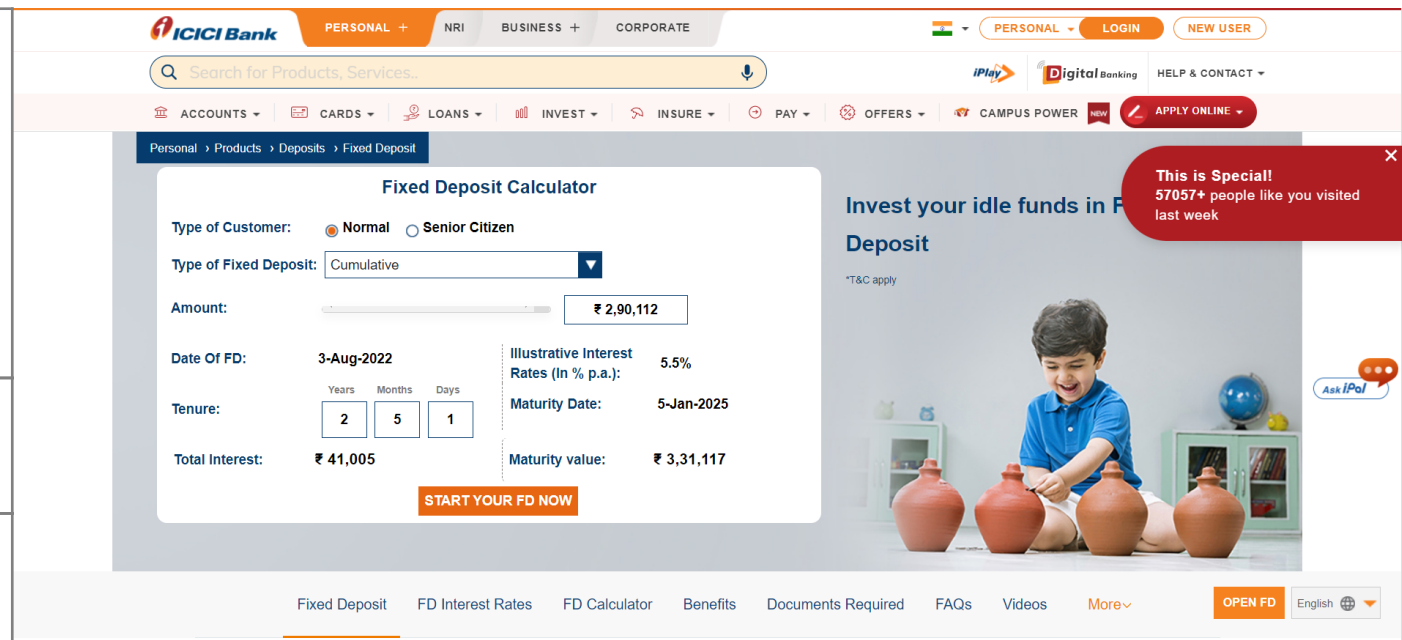 ICICI Bank PERSONAL + NRI BUSINESS + CORPORATE PERSONAL LOGIN NEW USER
Search for Products, Services.. iPlay Digital Banking HELP & CONTACT
ACCOUNTS CARDS LOANS INVEST INSURE PAY OFFERS CAMPUS POWER NEW APPLY ONLINE
Personal › Products › Deposits › Fixed Deposit
This is Special!
57057+ people like you visited
last week
Fixed Deposit Calculator
Type of Customer: Normal Senior Citizen
Type of Fixed Deposit: Cumulative
Amount: ₹ 2,90,112
Date Of FD: 3-Aug-2022
Illustrative Interest
Rates (In % p.a.): 5.5%
Years Months Days
Tenure: 2 5 1
Maturity Date: 5-Jan-2025
Total Interest: ₹ 41,005 Maturity value: ₹ 3,31,117
START YOUR FD NOW
Invest your idle funds in
Deposit
*T&C apply
Ask iPal
Fixed Deposit FD Interest Rates FD Calculator Benefits Documents Required FAQs Videos More OPEN FD English